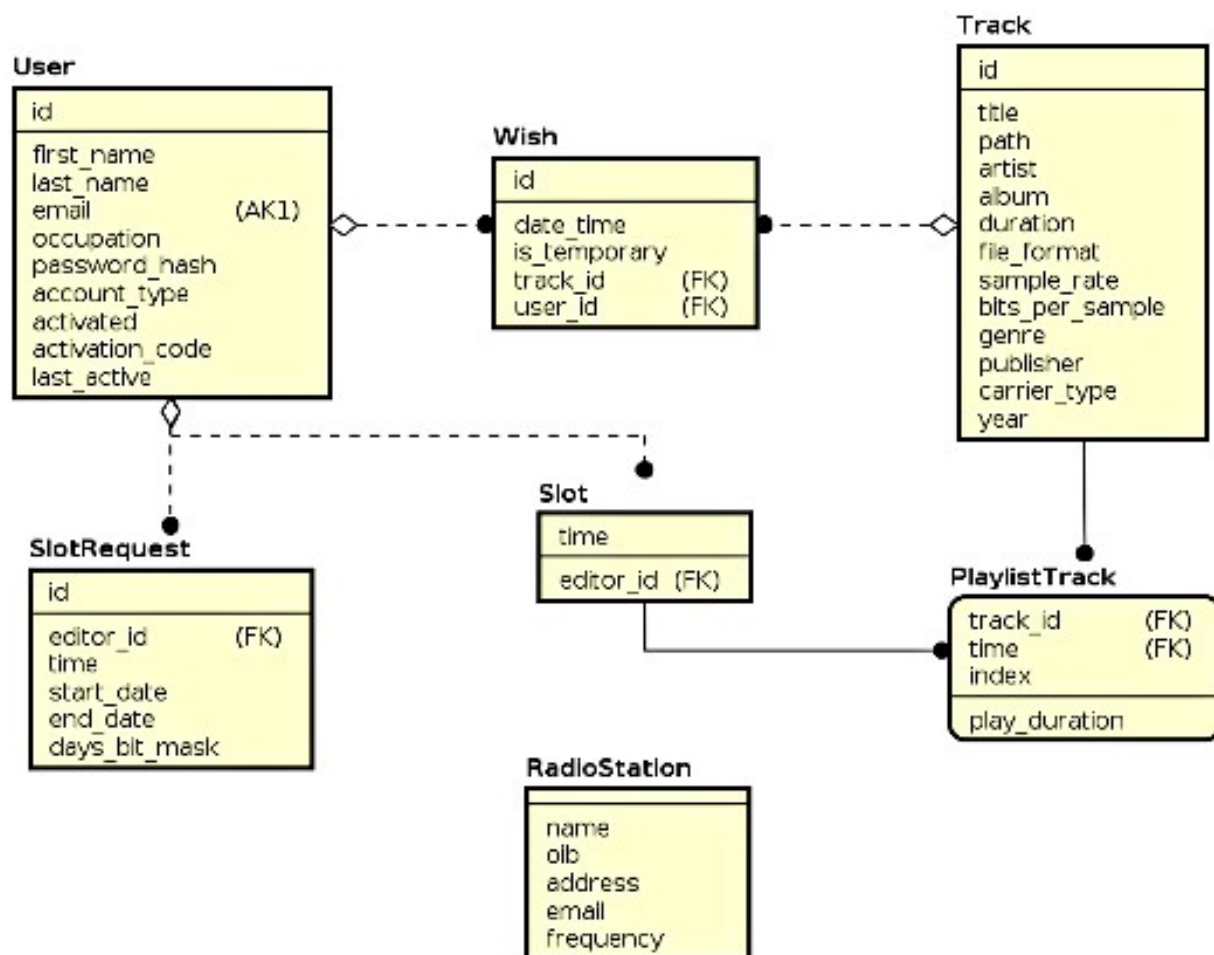 User
id
first_name
last_name
email (AK1)
occupation
password_hash
account_type
activated
activation_code
last_active
Wish
id
date_time
is_temporary
track_id (FK)
user_id (FK)
Track
id
title
path
artist
album
duration
file_format
sample_rate
bits_per_sample
genre
publisher
carrier_type
year
SlotRequest
id
editor_id (FK)
time
start_date
end_date
days_bit_mask
Slot
time
editor_id (FK)
PlaylistTrack
track_id (FK)
time (FK)
index
play_duration
RadioStation
name
oib
address
email
frequency